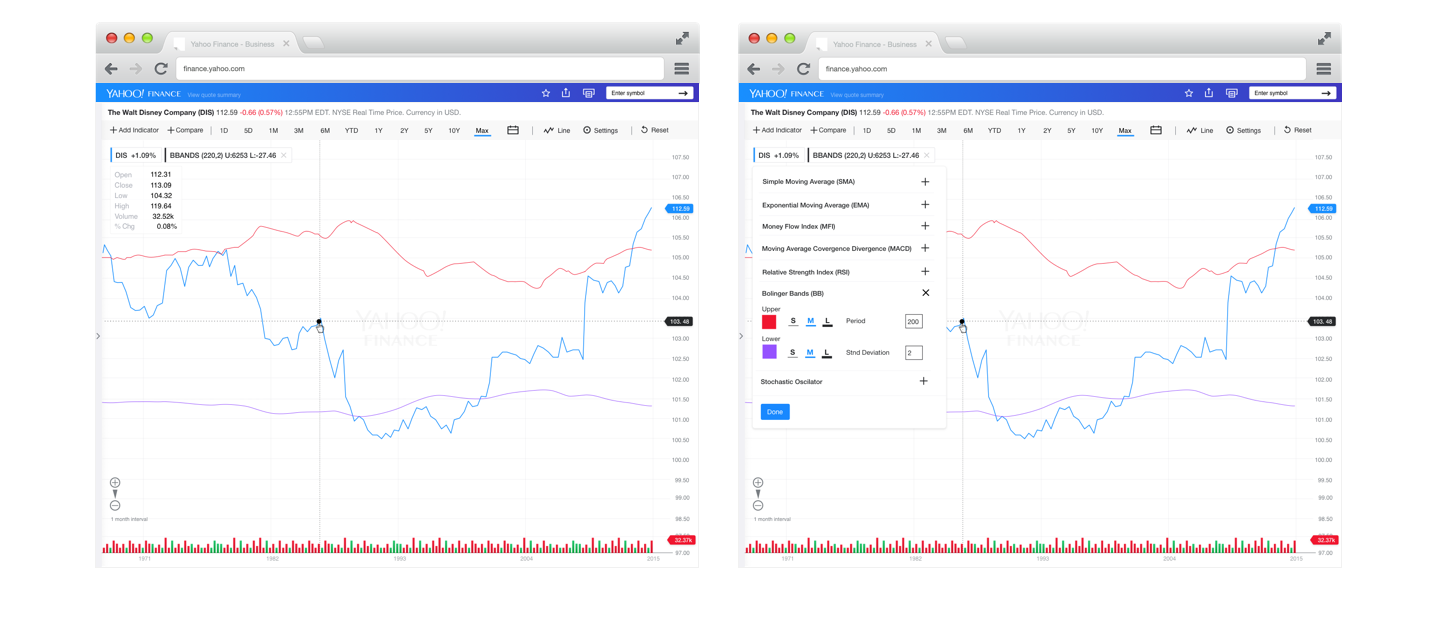 Yahoo Finance - Business
finance.yahoo.com
YAHOO! FINANCE View quote summary Enter symbol
The Walt Disney Company (DIS) 112.59 -0.66 (0.57%) 12:55PM EDT. NYSE Real Time Price. Currency in USD.
Add Indicator Compare 1D 5D 1M 3M 6M YTD 1Y 2Y 5Y 10Y Max Line Settings Reset
DIS +1.09% BBANDS (220,2) U:6253 L:-27.46
Open 112.31
Close 113.09
Low 104.32
High 119.64
Volume 32.52k
% Chg 0.08%
107.50
107.00
106.50
112.59
106.00
105.50
105.00
104.50
104.00
103.48
YAHOO!
FINANCE
103.00
102.50
102.00
101.50
101.00
100.50
100.00
99.50
99.00
98.50
1 month interval
32.37k
97.00
1971 1982 1993 2004 2015
Yahoo Finance - Business
finance.yahoo.com
YAHOO! FINANCE View quote summary Enter symbol
The Walt Disney Company (DIS) 112.59 -0.66 (0.57%) 12:55PM EDT. NYSE Real Time Price. Currency in USD.
Add Indicator Compare 1D 5D 1M 3M 6M YTD 1Y 2Y 5Y 10Y Max Line Settings Reset
DIS +1.09% BBANDS (220,2) U:6253 L:-27.46
Simple Moving Average (SMA)
Exponential Moving Average (EMA)
Money Flow Index (MFI)
Moving Average Covergence Divergence (MACD)
Relative Strength Index (RSI)
Bolinger Bands (BB)
Upper
S M L Period 200
Lower
S M L Stnd Deviation 2
Stochastic Oscilator
Done
107.50
107.00
106.50
112.59
106.00
105.50
105.00
104.50
104.00
103.48
YAHOO!
FINANCE
103.00
102.50
102.00
101.50
101.00
100.50
100.00
99.50
99.00
98.50
1 month interval
32.37k
97.00
1971 1982 1993 2004 2015